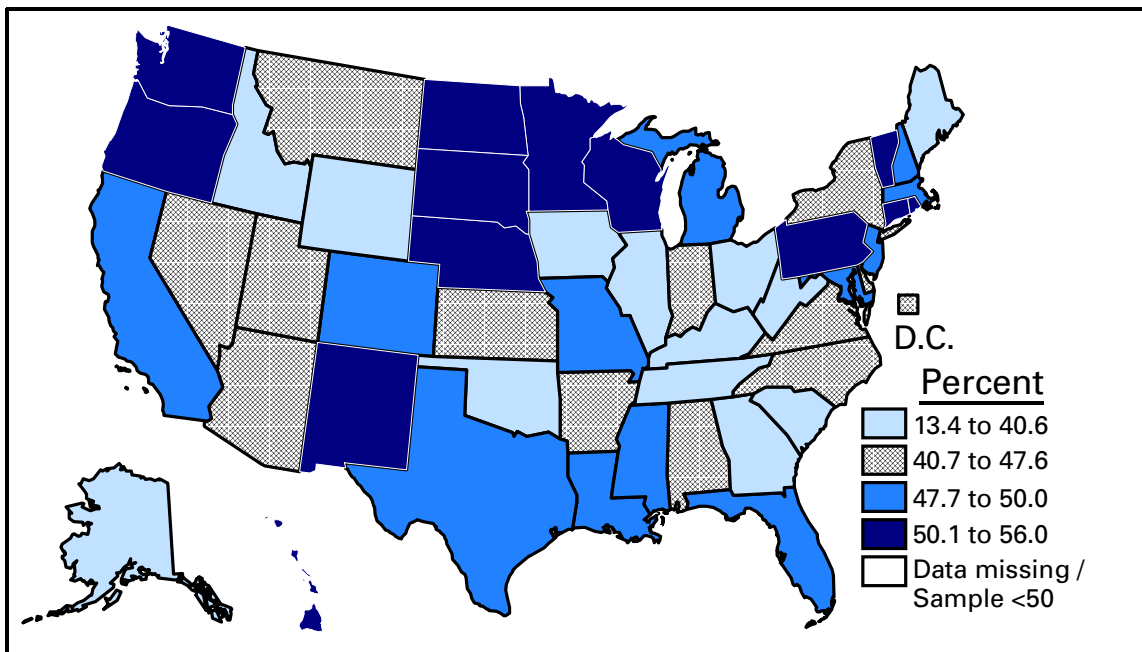 D.C.
Percent
13.4 to 40.6
40.7 to 47.6
47.7 to 50.0
50.1 to 56.0
Data missing /
Sample <50